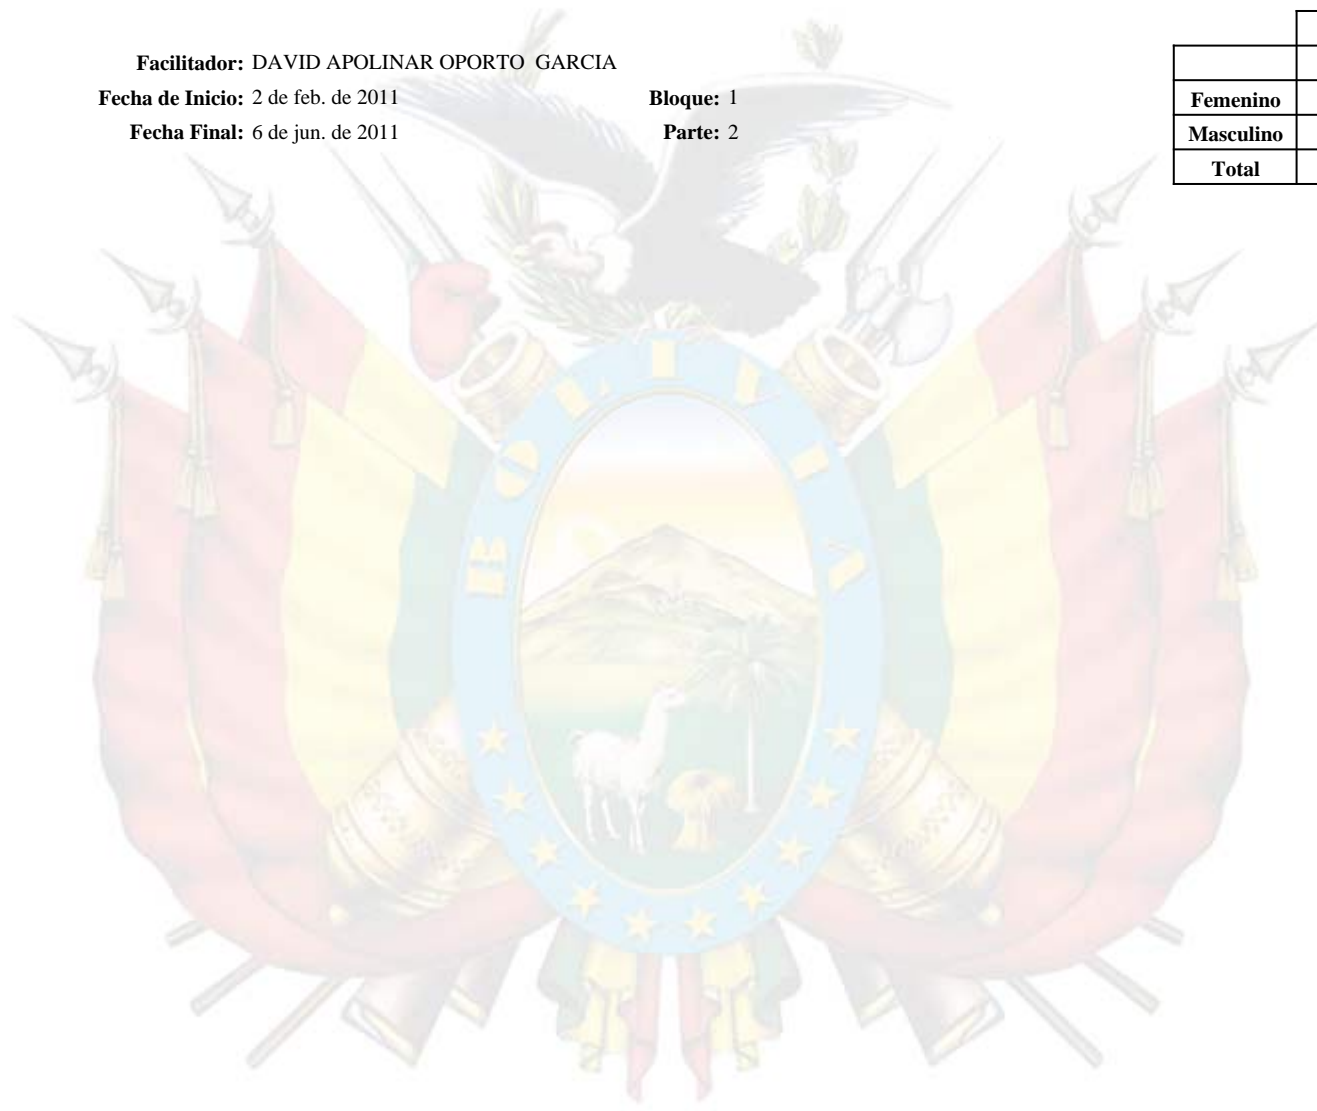 Facilitador: DAVID APOLINAR OPORTO GARCIA
Fecha de Inicio: 2 de feb. de 2011 Bloque: 1
Fecha Final: 6 de jun. de 2011 Parte: 2
Femenino
Masculino
Total
BOLIVIA